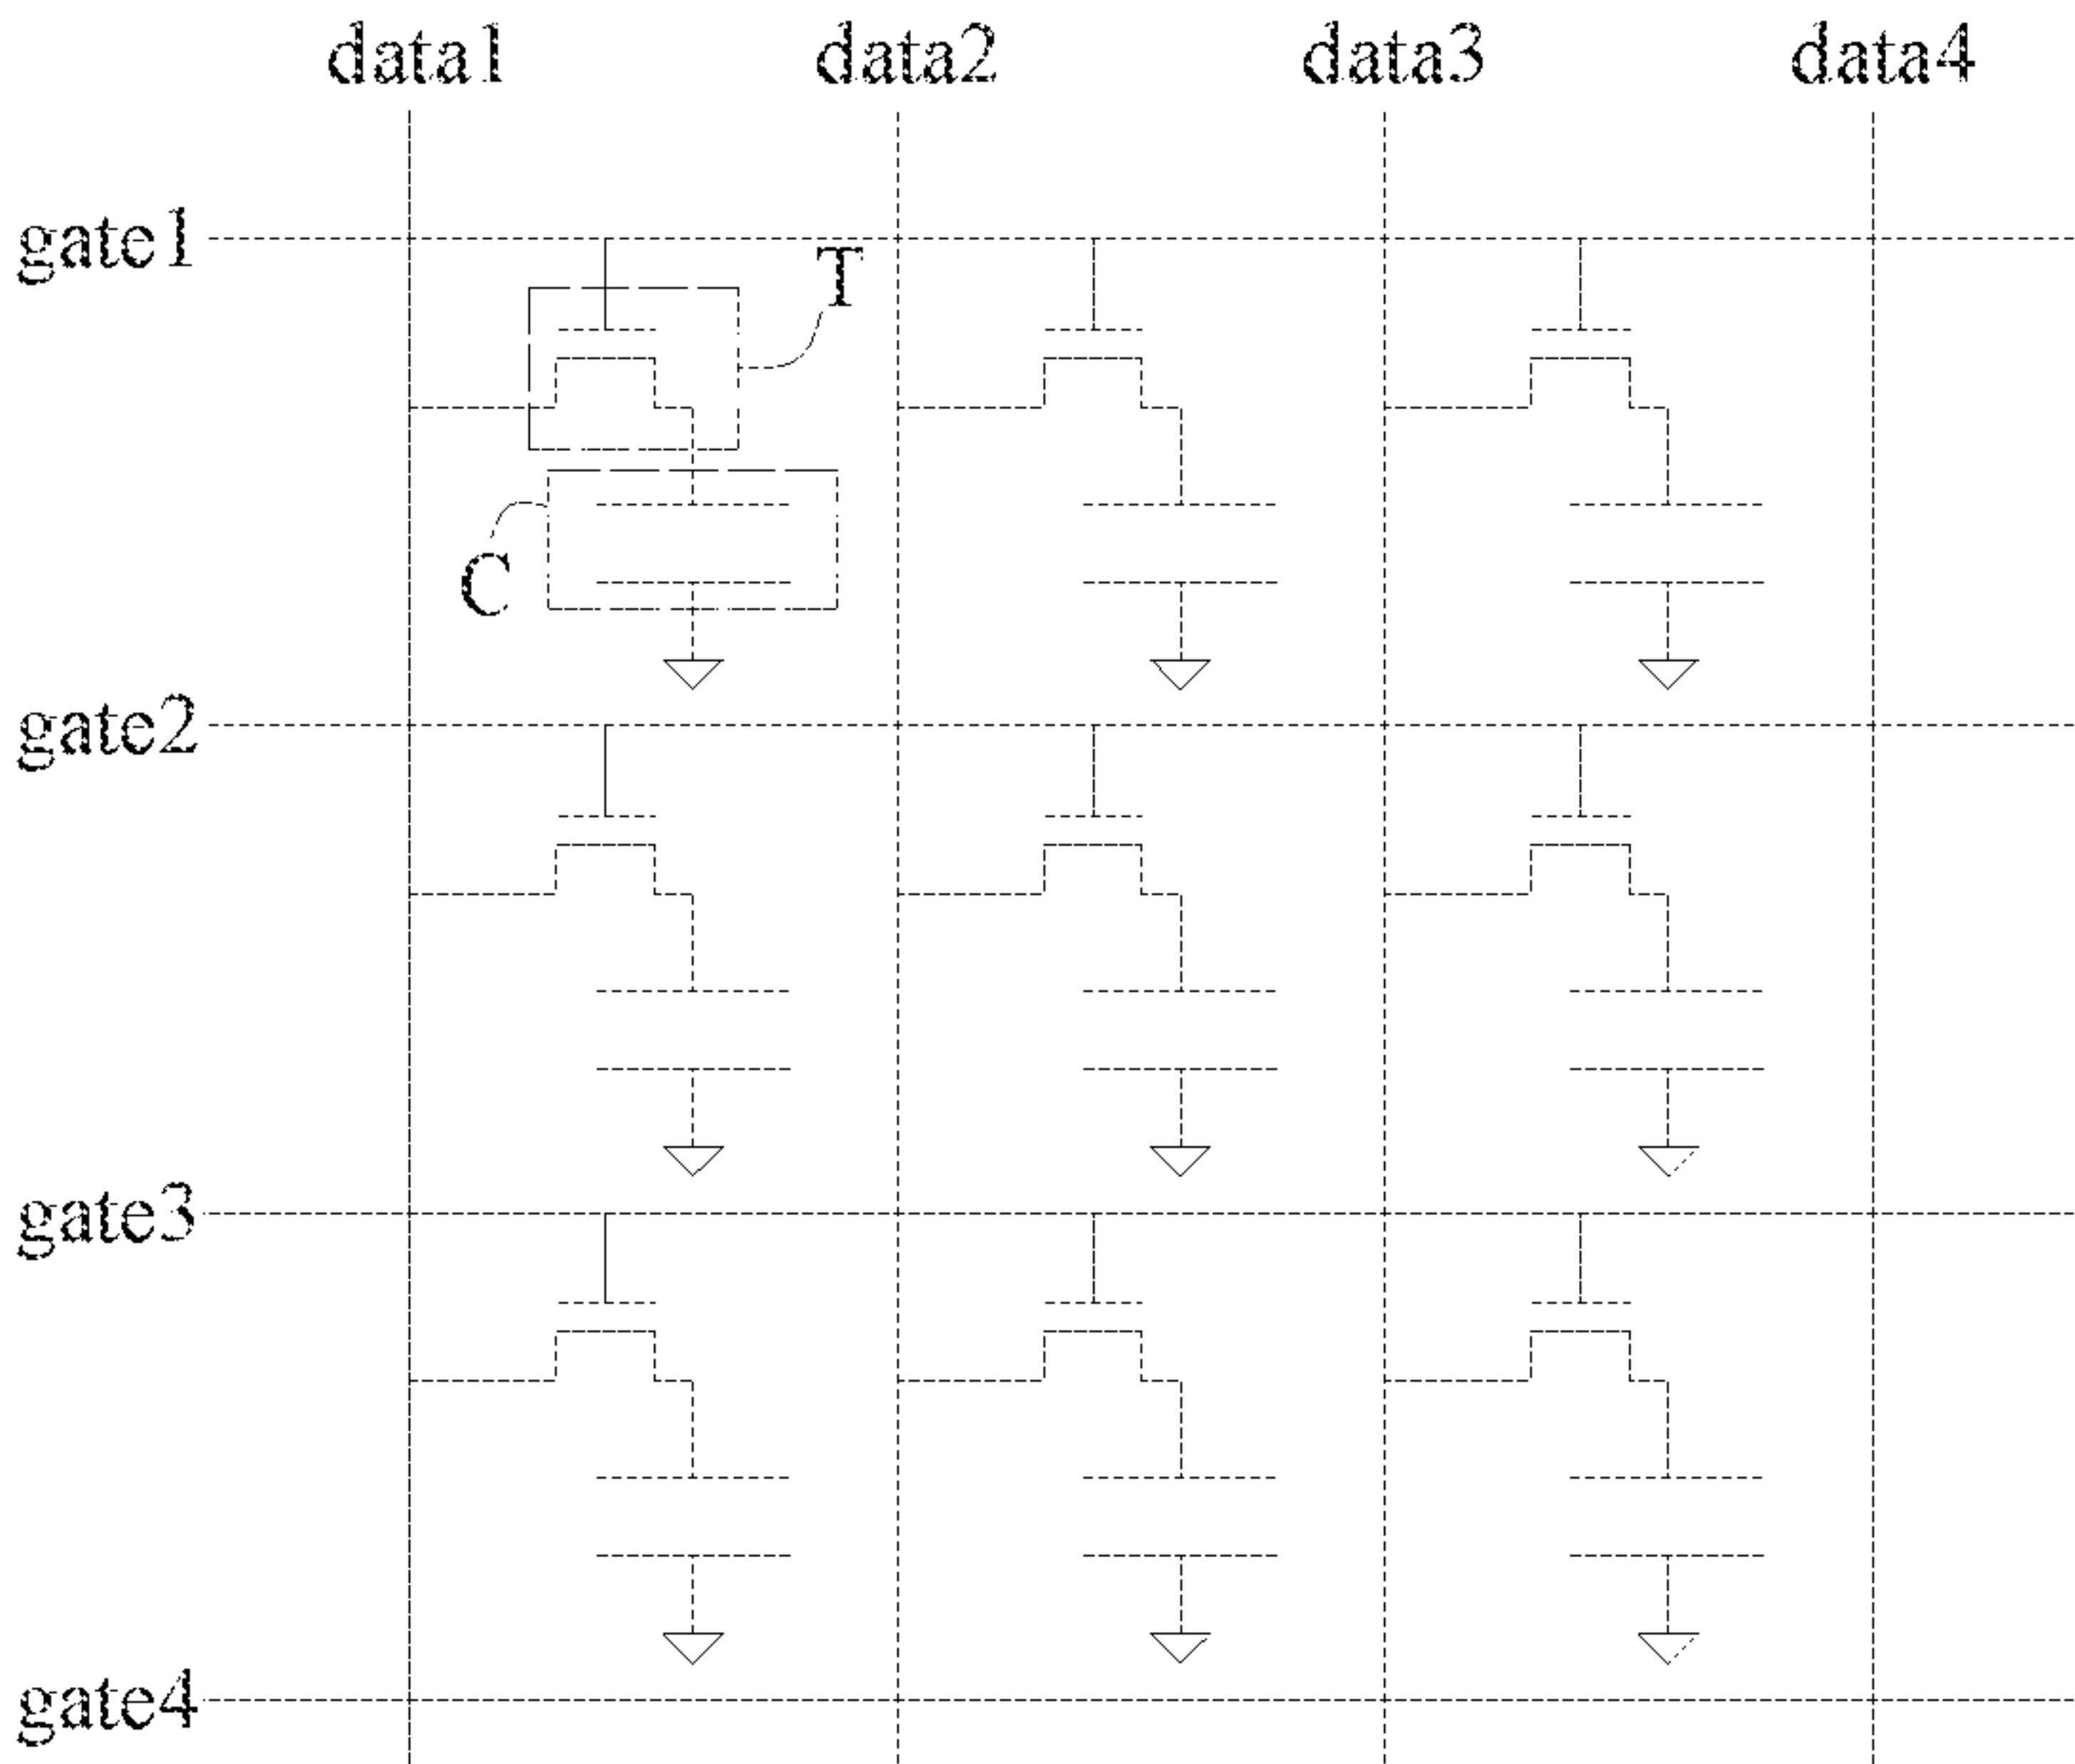 data1 data2 data3 data4
gate1
T
C
gate2
gate3
gate4